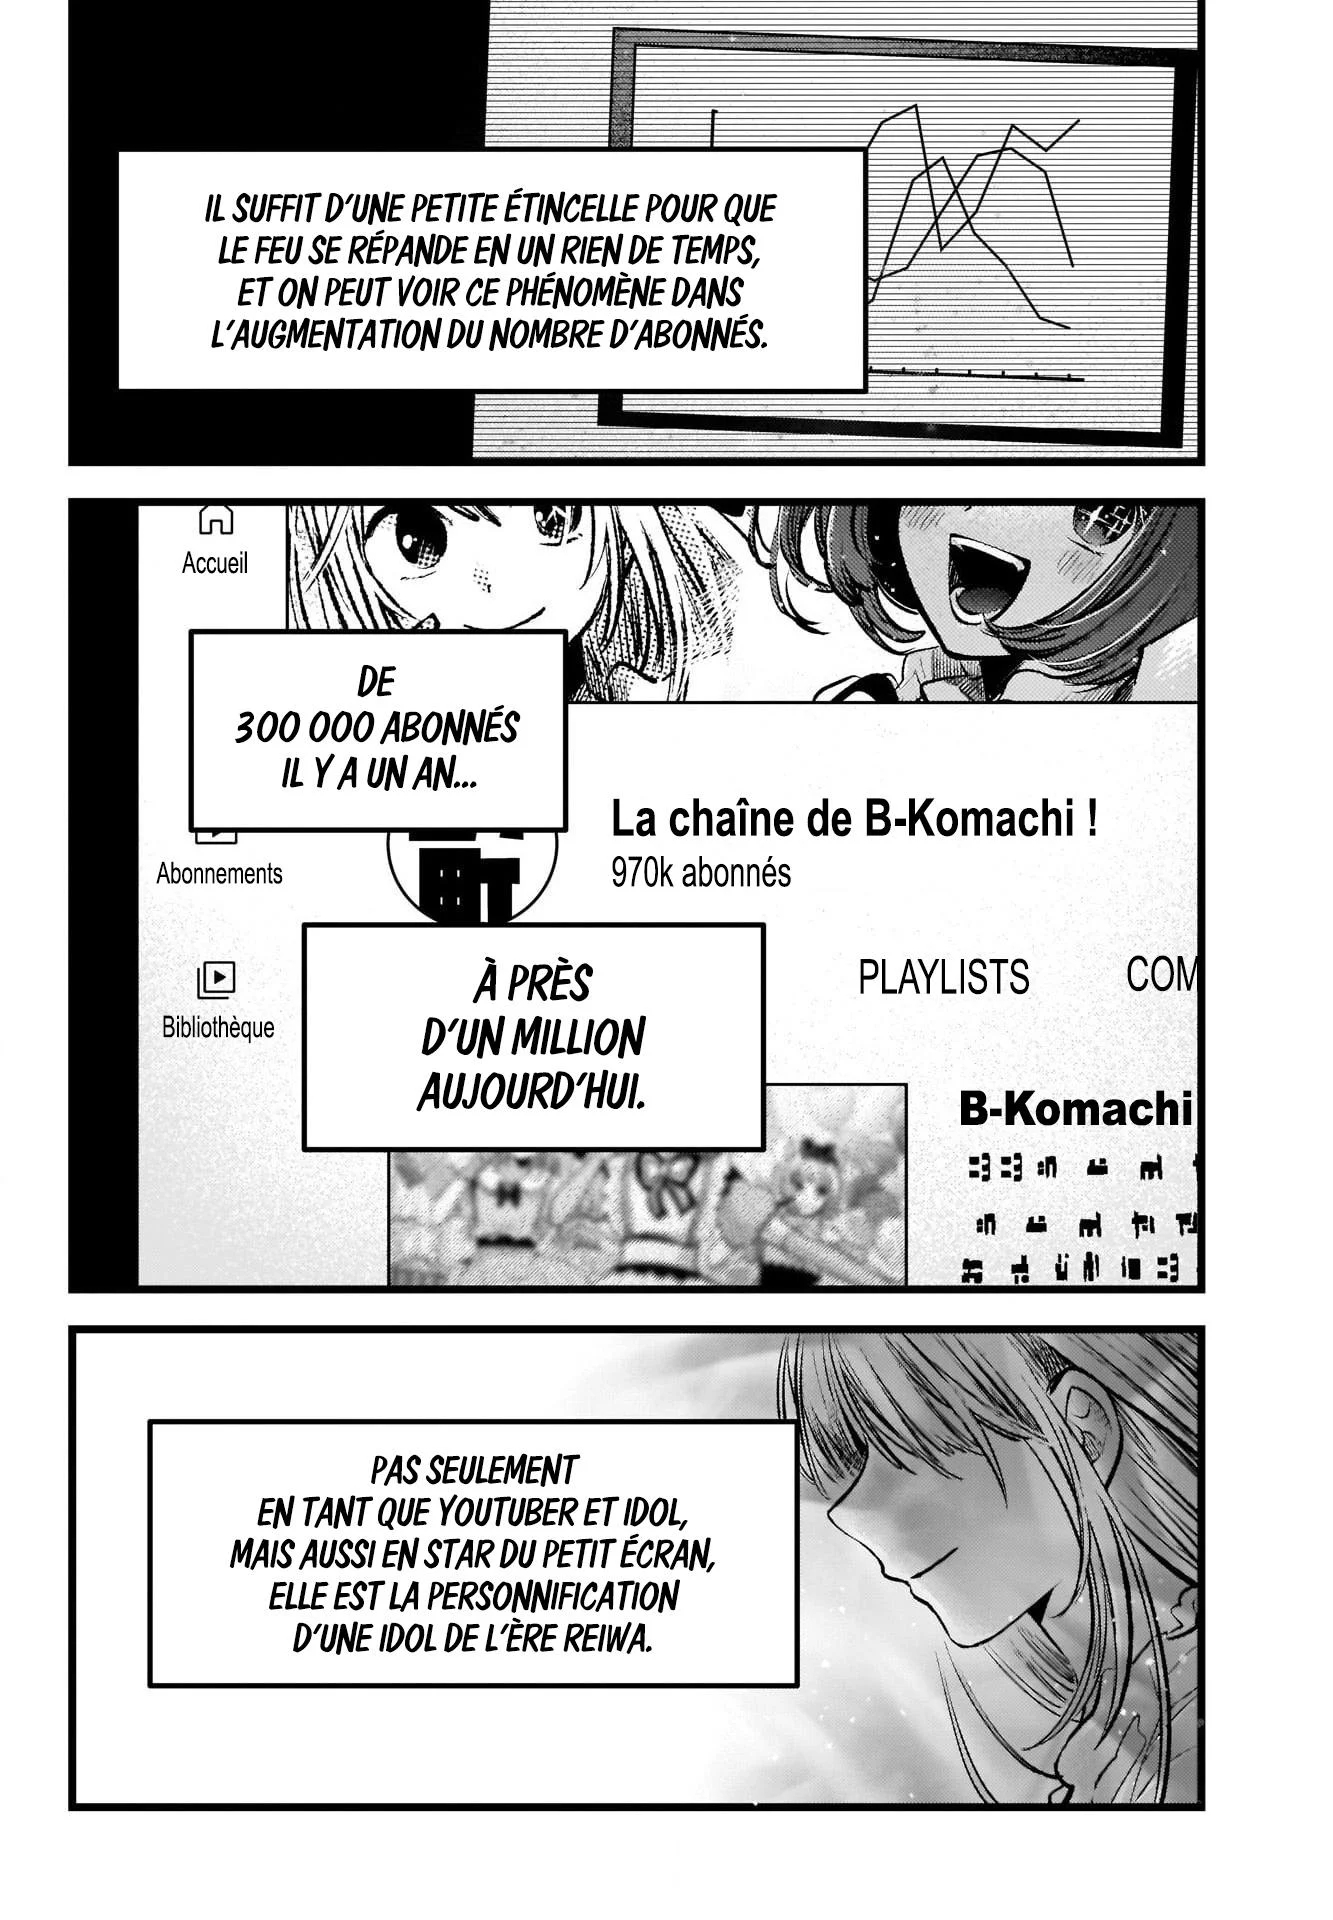 IL SUFFIT D'UNE PETITE ÉTINCELLE POUR QUE
LE FEU SE RÉPANDE EN UN RIEN DE TEMPS,
ET ON PEUT VOIR CE PHÉNOMÈNE DANS
L'AUGMENTATION DU NOMBRE D'ABONNÉS.
Accueil
DE
300 000 ABONNÉS
IL Y A UN AN...
La chaîne de B-Komachi !
970k abonnés
Abonnements
À PRÈS
D'UN MILLION
AUJOURD'HUI.
PLAYLISTS
COM
Bibliothèque
B-Komachi
PAS SEULEMENT
EN TANT QUE YOUTUBER ET IDOL,
MAIS AUSSI EN STAR DU PETIT ÉCRAN,
ELLE EST LA PERSONNIFICATION
D'UNE IDOL DE L'ÈRE REIWA.